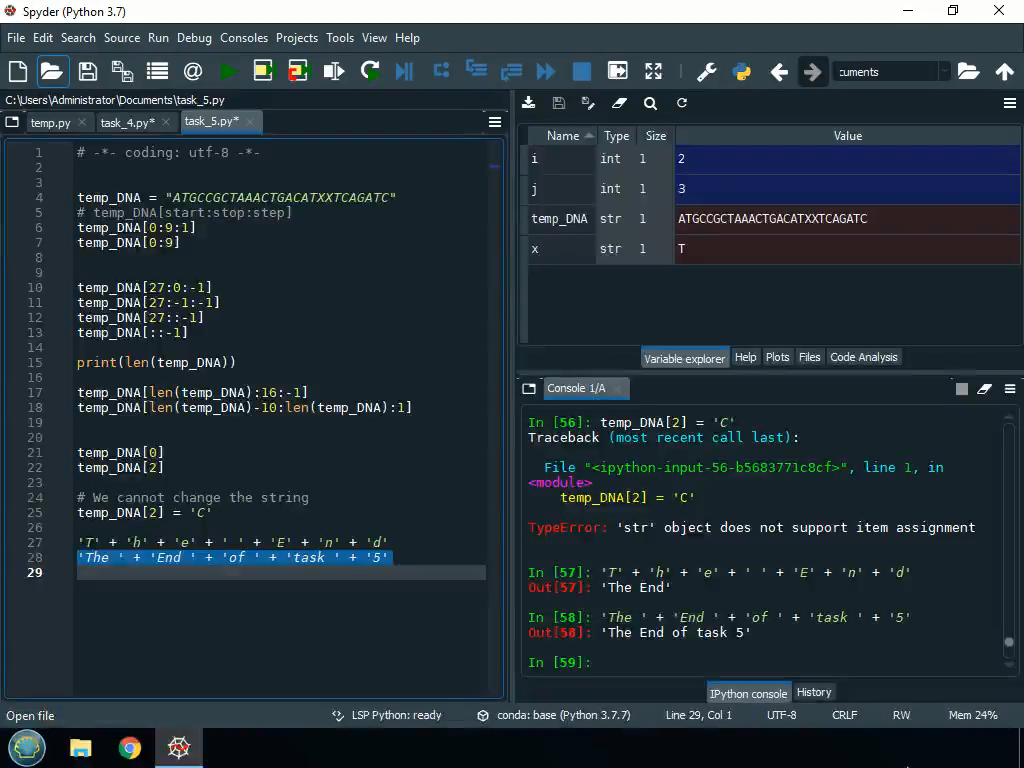 Spyder (Python 3.7)
File Edit Search Source Run Debug Consoles Projects Tools View Help
cuments
C:\Users\Administrator\Documents\task_5.py
temp.py task_4.py* task_5.py*
1 # -*- coding: utf-8 -*-
2
3
4 temp_DNA = "ATGCCGCTAAACTGACATXXTCAGATC"
5 # temp_DNA[start:stop:step]
6 temp_DNA[0:9:1]
7 temp_DNA[0:9]
8
9
10 temp_DNA[27:0:-1]
11 temp_DNA[27:-1:-1]
12 temp_DNA[27::-1]
13 temp_DNA[::-1]
14
15 print(len(temp_DNA))
16
17 temp_DNA[len(temp_DNA):16:-1]
18 temp_DNA[len(temp_DNA)-10:len(temp_DNA):1]
19
20
21 temp_DNA[0]
22 temp_DNA[2]
23
24 # We cannot change the string
25 temp_DNA[2] = 'C'
26
27 'T' + 'h' + 'e' + ' ' + 'E' + 'n' + 'd'
28 'The ' + 'End ' + 'of ' + 'task ' + '5'
29
Name Type Size Value
i int 1 2
j int 1 3
temp_DNA str 1 ATGCCGCTAAACTGACATXXTCAGATC
x str 1 T
Variable explorer Help Plots Files Code Analysis
Console 1/A
In [56]: temp_DNA[2] = 'C'
Traceback (most recent call last):
File "<ipython-input-56-b5683771c8cf>", line 1, in
<module>
temp_DNA[2] = 'C'
TypeError: 'str' object does not support item assignment
In [57]: 'T' + 'h' + 'e' + ' ' + 'E' + 'n' + 'd'
Out[57]: 'The End'
In [58]: 'The ' + 'End ' + 'of ' + 'task ' + '5'
Out[58]: 'The End of task 5'
In [59]:
IPython console History
Open file LSP Python: ready conda: base (Python 3.7.7) Line 29, Col 1 UTF-8 CRLF RW Mem 24%